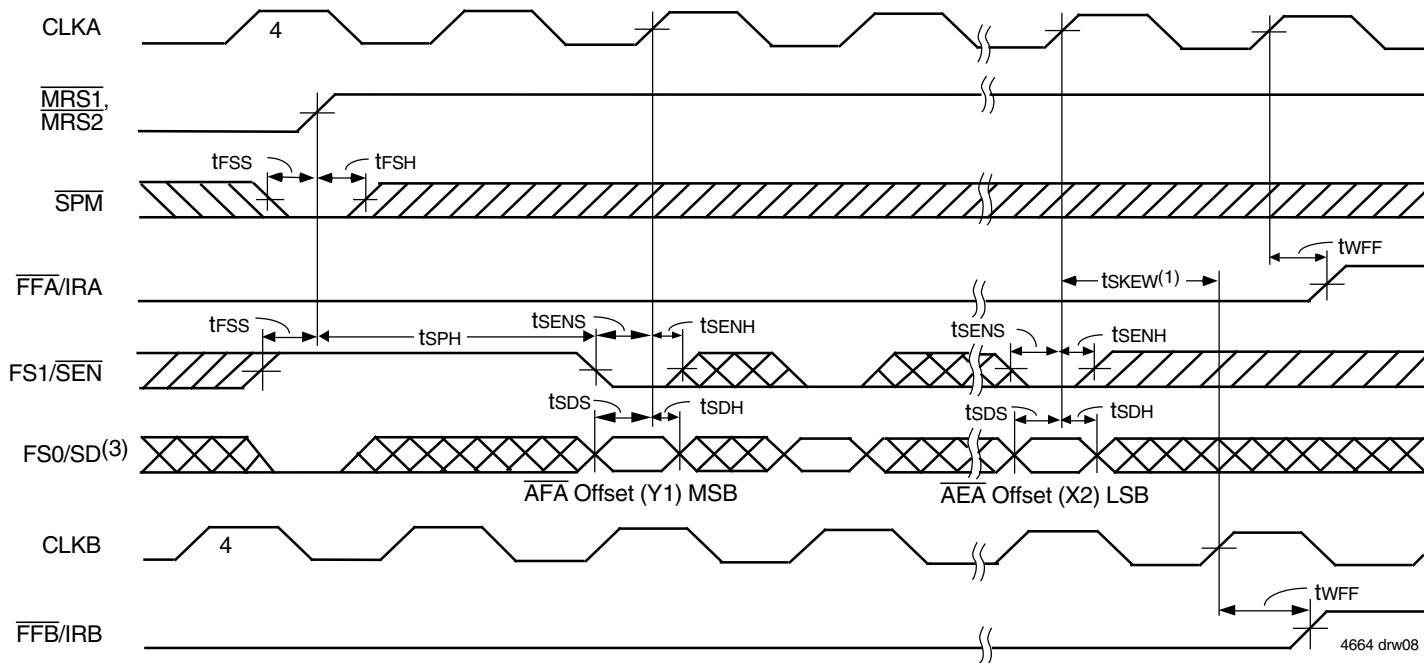 CLKA
4
MRS1,
MRS2
tFSS
tFSH
SPM
tWFF
FFA/IRA
tSKEW(1)
tFSS
tSPH
tSENS
tSENH
tSENS
tSENH
FS1/SEN
tSDS
tSDH
tSDS
tSDH
FS0/SD(3)
AFA Offset (Y1) MSB
AEA Offset (X2) LSB
CLKB
4
tWFF
FFB/IRB
4664 drw08